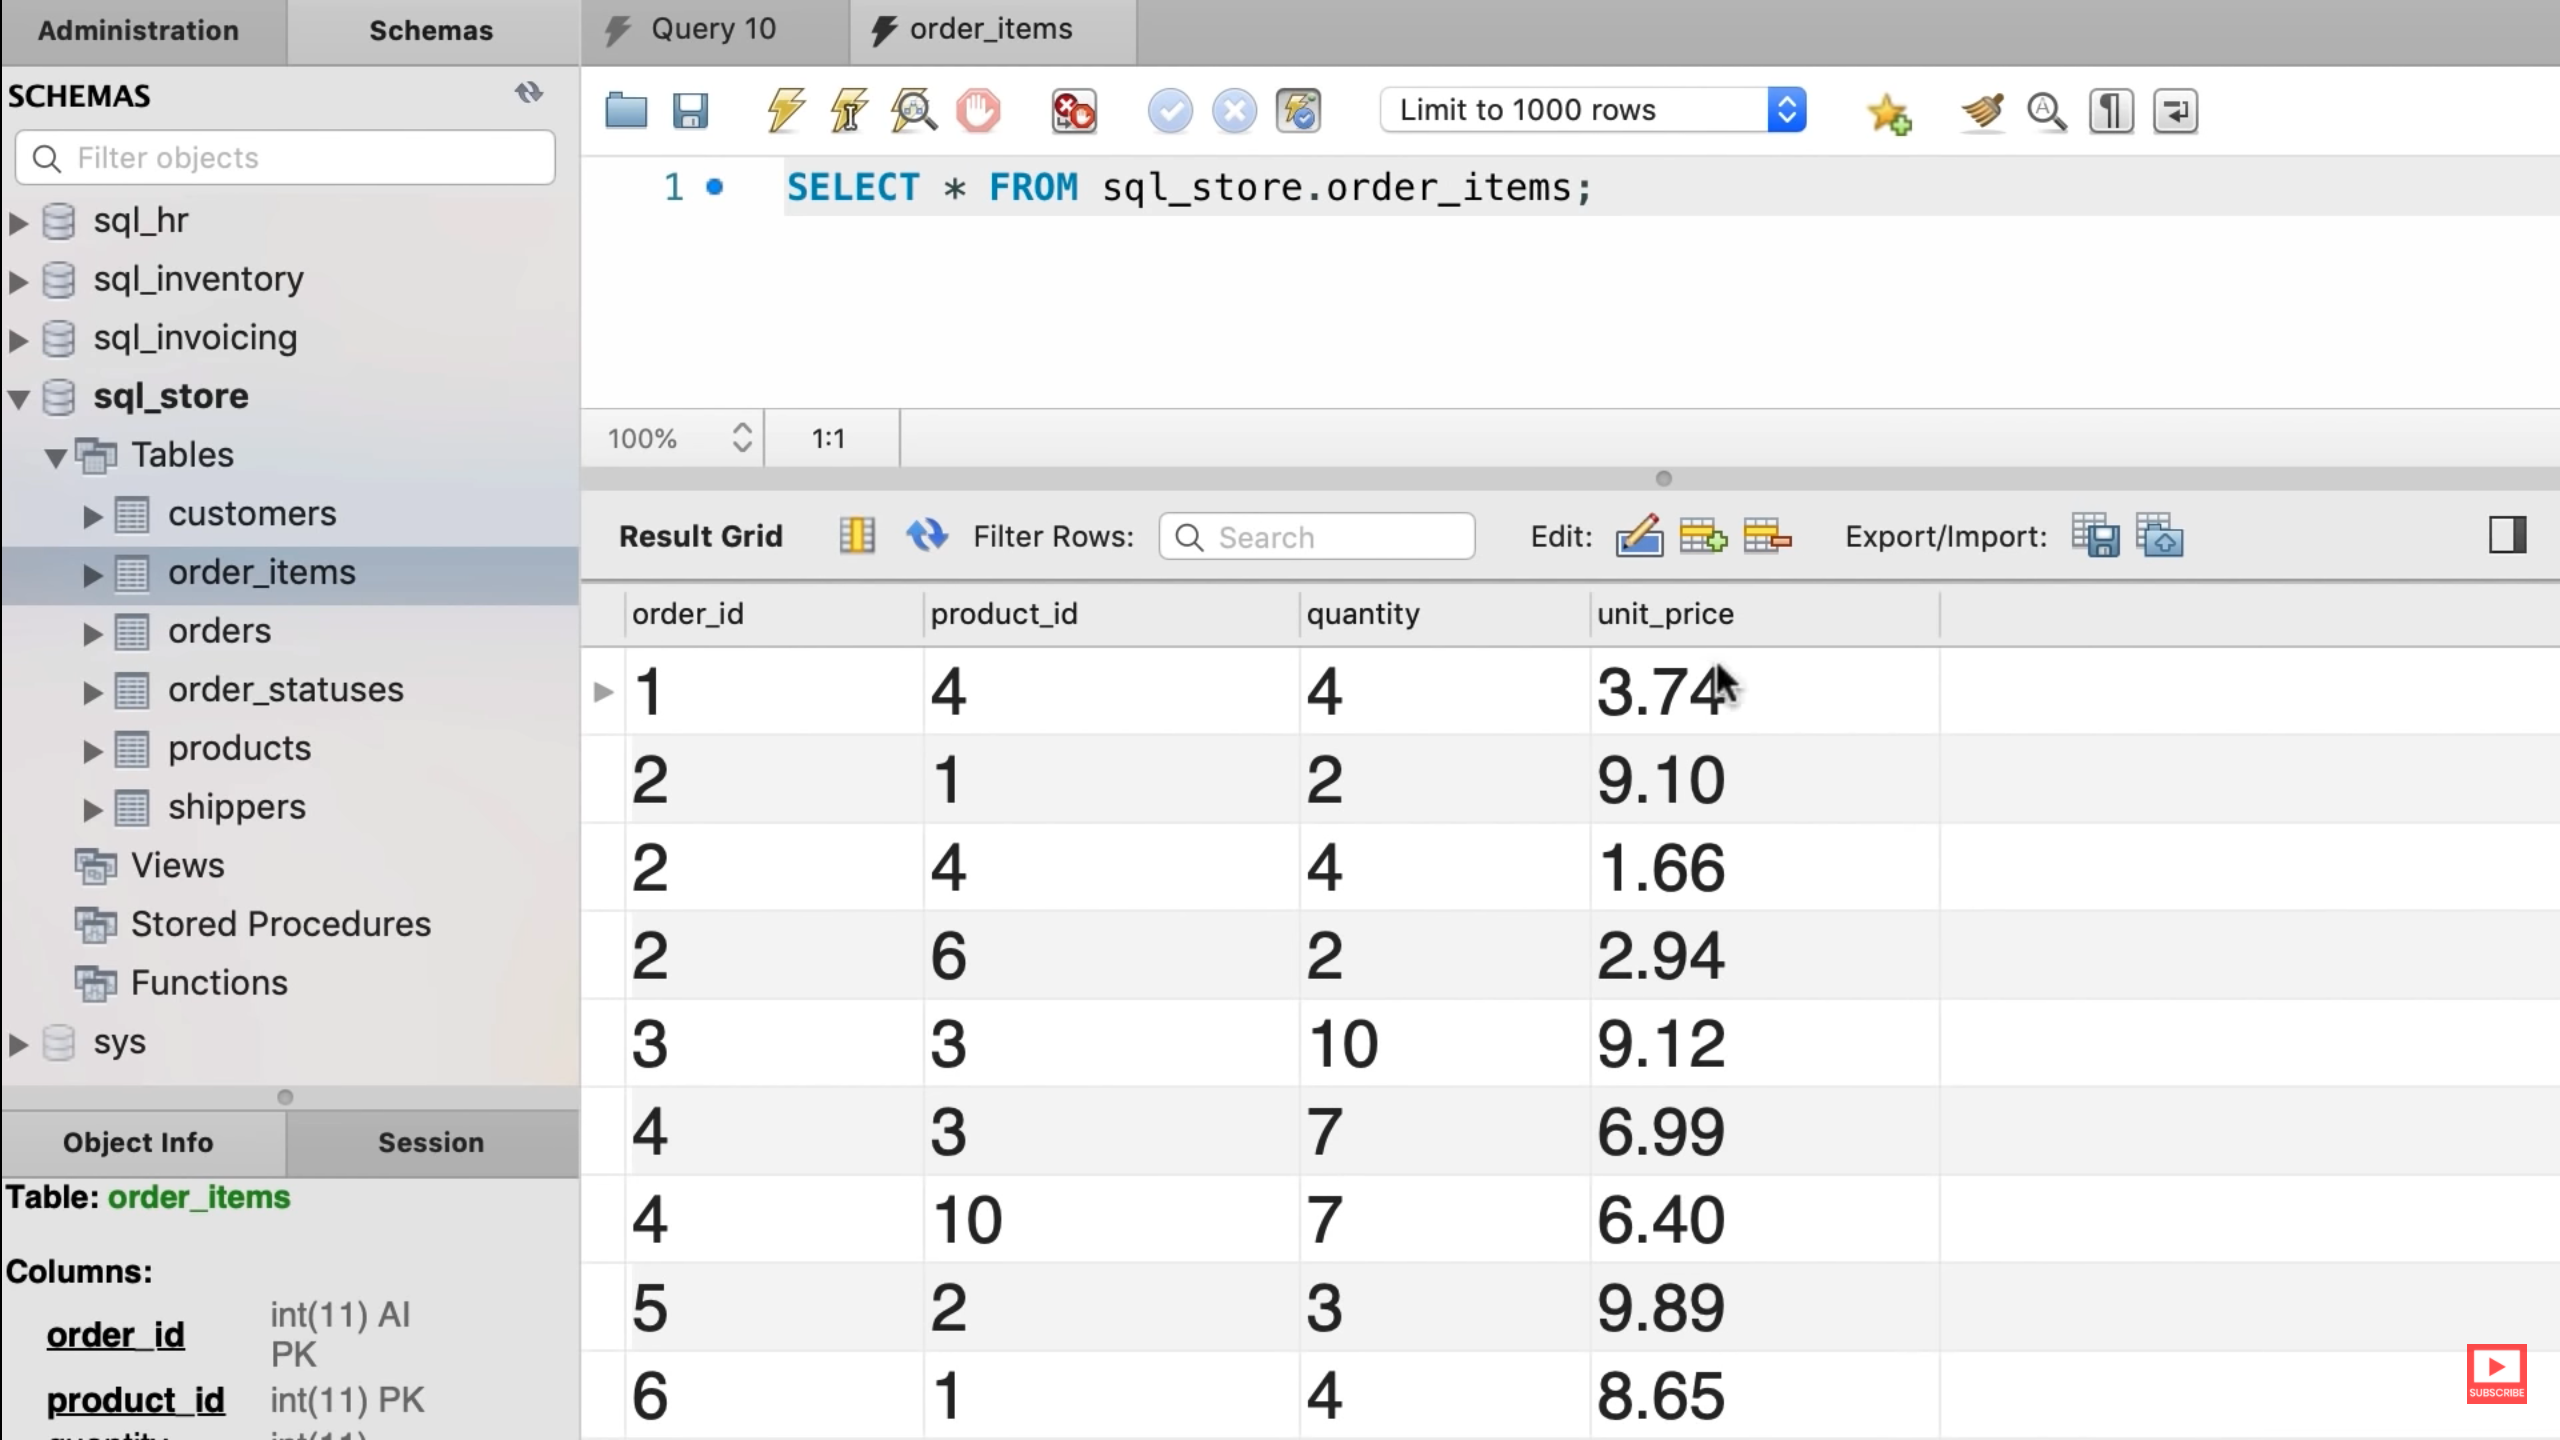 Administration
Schemas
Query 10
order_items
SCHEMAS
Filter objects
sql_hr
sql_inventory
sql_invoicing
sql_store
Tables
customers
order_items
orders
order_statuses
products
shippers
Views
Stored Procedures
Functions
sys
Object Info
Session
Table: order_items
Columns:
order_id int(11) AI PK
product_id int(11) PK
quantity int(11)
Limit to 1000 rows
1 SELECT * FROM sql_store.order_items;
100% 1:1
Result Grid Filter Rows: Search Edit: Export/Import:
order_id product_id quantity unit_price
1 4 4 3.74
2 1 2 9.10
2 4 4 1.66
2 6 2 2.94
3 3 10 9.12
4 3 7 6.99
4 10 7 6.40
5 2 3 9.89
6 1 4 8.65
SUBSCRIBE